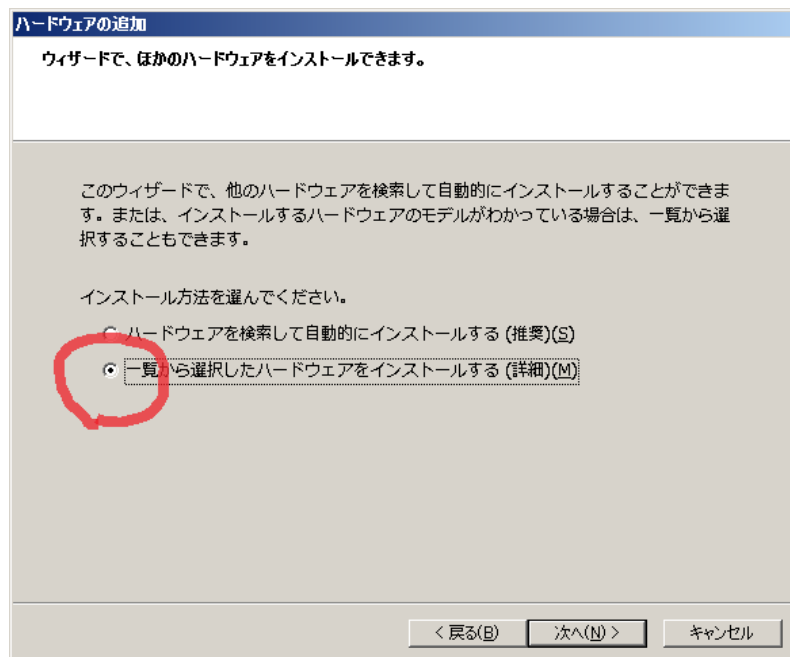 ハードウェアの追加
ウィザードで、ほかのハードウェアをインストールできます。
このウィザードで、他のハードウェアを検索して自動的にインストールすることができま
す。または、インストールするハードウェアのモデルがわかっている場合は、一覧から選
択することもできます。
インストール方法を選んでください。
ハードウェアを検索して自動的にインストールする (推奨)(S)
一覧から選択したハードウェアをインストールする (詳細)(M)
< 戻る(B)
次へ(N) >
キャンセル